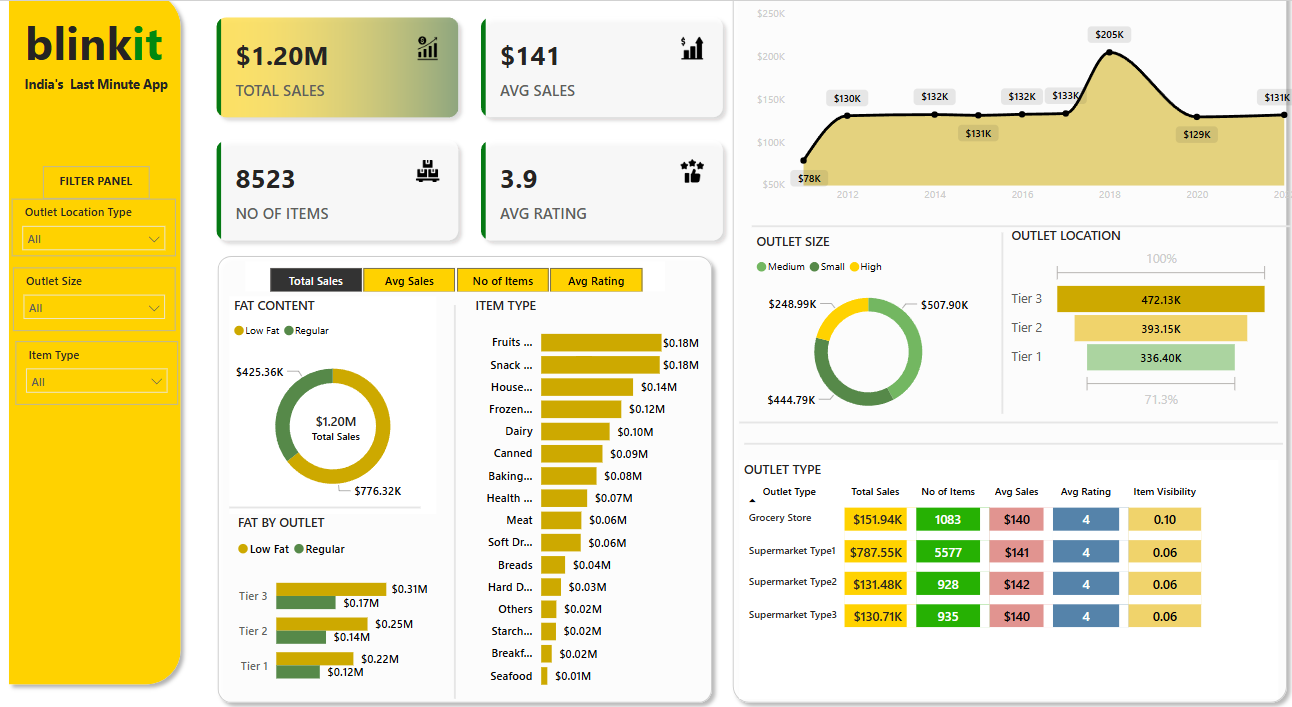 blinkit
India's Last Minute App
FILTER PANEL
Outlet Location Type
All
Outlet Size
All
Item Type
All
$1.20M
TOTAL SALES
$141
AVG SALES
8523
NO OF ITEMS
3.9
AVG RATING
Total Sales Avg Sales No of Items Avg Rating
FAT CONTENT
Low Fat Regular
$425.36K
$1.20M
Total Sales
$776.32K
FAT BY OUTLET
Low Fat Regular
Tier 3 $0.31M
$0.17M
Tier 2 $0.25M
$0.14M
Tier 1 $0.22M
$0.12M
ITEM TYPE
Fruits ... $0.18M
Snack ... $0.18M
House... $0.14M
Frozen... $0.12M
Dairy $0.10M
Canned $0.09M
Baking... $0.08M
Health ... $0.07M
Meat $0.06M
Soft Dr... $0.06M
Breads $0.04M
Hard D... $0.03M
Others $0.02M
Starch... $0.02M
Breakf... $0.02M
Seafood $0.01M
$250K
$200K
$150K
$100K
$50K
$78K
$130K
$132K
$131K
$132K
$133K
$205K
$129K
$131K
2012 2014 2016 2018 2020
OUTLET SIZE
Medium Small High
$248.99K
$507.90K
$444.79K
OUTLET LOCATION
100%
Tier 3 472.13K
Tier 2 393.15K
Tier 1 336.40K
71.3%
OUTLET TYPE
Outlet Type Total Sales No of Items Avg Sales Avg Rating Item Visibility
Grocery Store $151.94K 1083 $140 4 0.10
Supermarket Type1 $787.55K 5577 $141 4 0.06
Supermarket Type2 $131.48K 928 $142 4 0.06
Supermarket Type3 $130.71K 935 $140 4 0.06